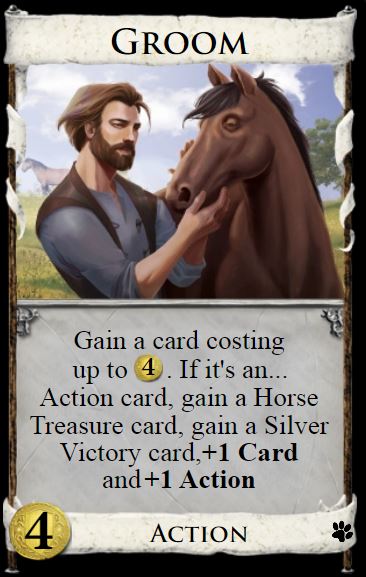 GROOM
Gain a card costing
up to 4. If it's an...
Action card, gain a Horse
Treasure card, gain a Silver
Victory card,+1 Card
and+1 Action
4
ACTION